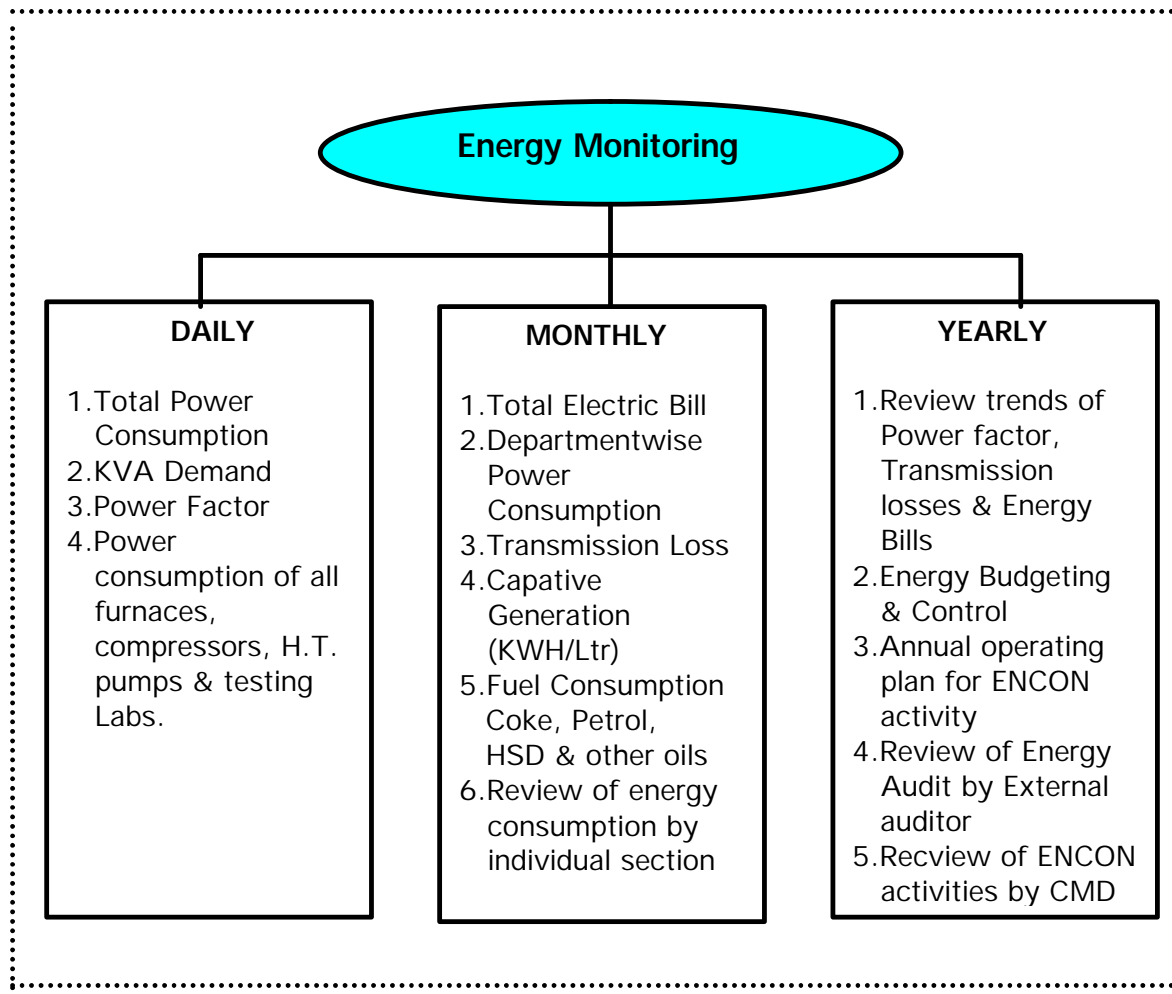 Energy Monitoring
DAILY
1.Total Power
Consumption
2.KVA Demand
3.Power Factor
4.Power
consumption of all
furnaces,
compressors, H.T.
pumps & testing
Labs.
MONTHLY
1.Total Electric Bill
2.Departmentwise
Power
Consumption
3.Transmission Loss
4.Capative
Generation
(KWH/Ltr)
5.Fuel Consumption
Coke, Petrol,
HSD & other oils
6.Review of energy
consumption by
individual section
YEARLY
1.Review trends of
Power factor,
Transmission
losses & Energy
Bills
2.Energy Budgeting
& Control
3.Annual operating
plan for ENCON
activity
4.Review of Energy
Audit by External
auditor
5.Recview of ENCON
activities by CMD